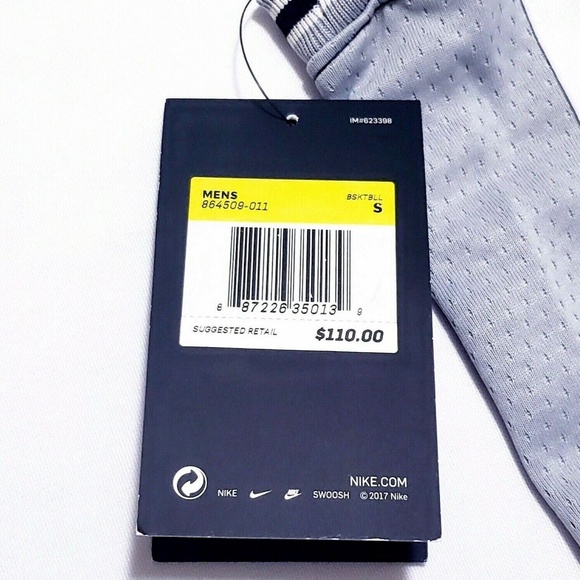 IM#623398
MENS BSKTBLL
864509-011 S
8 87226 35013 9
SUGGESTED RETAIL $110.00
NIKE.COM
NIKE SWOOSH © 2017 Nike